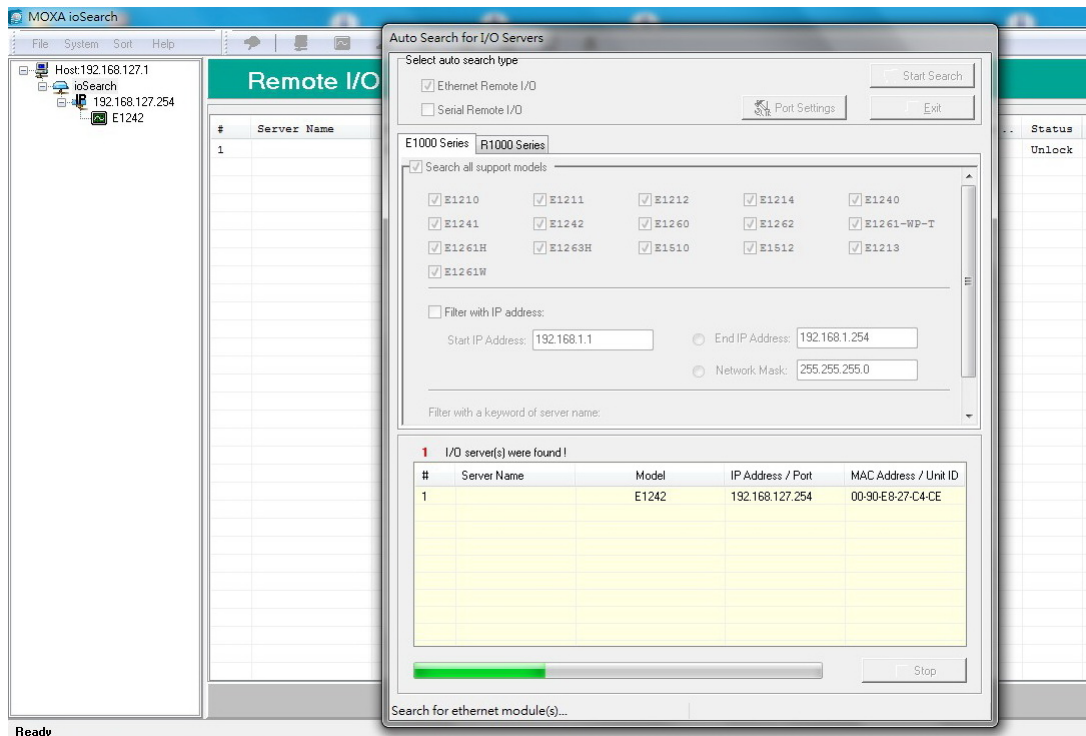 MOXA ioSearch
File System Sort Help
Host:192.168.127.1
ioSearch
192.168.127.254
E1242
Remote I/O
# Server Name .. Status
1 Unlock
Auto Search for I/O Servers
Select auto search type
Ethernet Remote I/O
Start Search
Serial Remote I/O
Port Settings
Exit
E1000 Series R1000 Series
Search all support models
E1210 E1211 E1212 E1214 E1240
E1241 E1242 E1260 E1262 E1261-WP-T
E1261H E1263H E1510 E1512 E1213
E1261W
Filter with IP address:
Start IP Address: 192.168.1.1 End IP Address: 192.168.1.254
Network Mask: 255.255.255.0
Filter with a keyword of server name:
1 I/O server(s) were found !
# Server Name Model IP Address / Port MAC Address / Unit ID
1 E1242 192.168.127.254 00-90-E8-27-C4-CE
Stop
Search for ethernet module(s)...
Ready